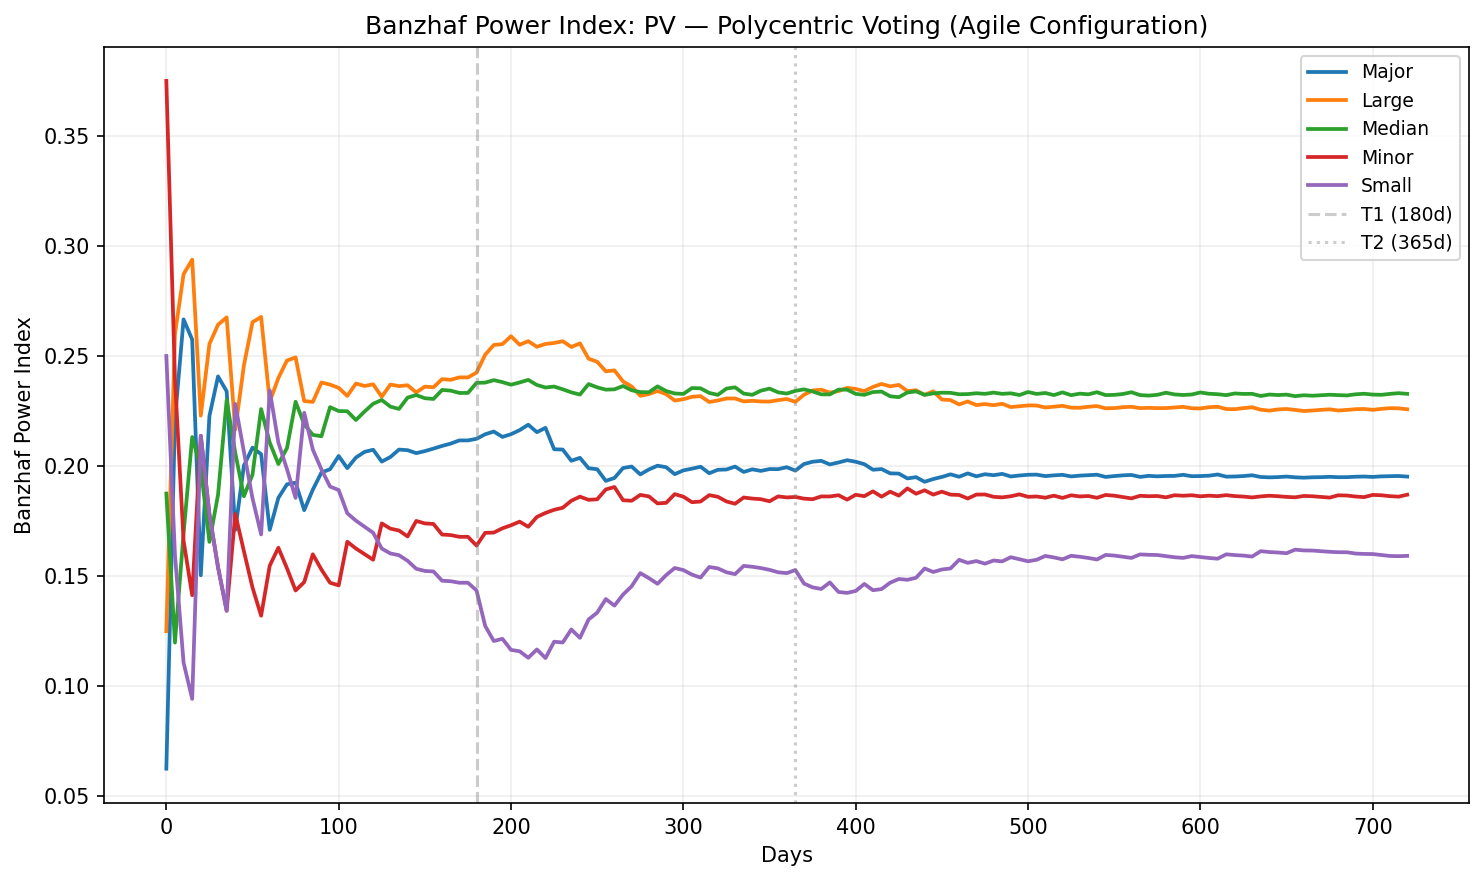 Banzhaf Power Index: PV — Polycentric Voting (Agile Configuration)
Major
Large
Median
Minor
Small
T1 (180d)
T2 (365d)
Banzhaf Power Index
0.35
0.30
0.25
0.20
0.15
0.10
0.05
0 100 200 300 400 500 600 700
Days